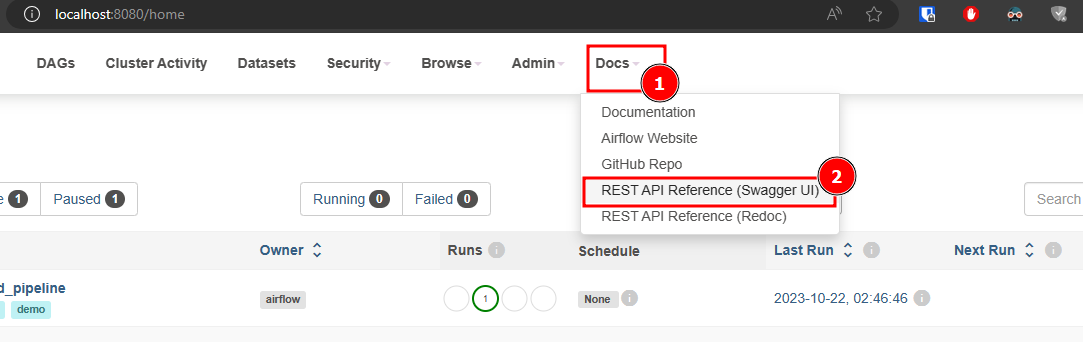 localhost:8080/home
DAGs Cluster Activity Datasets Security Browse Admin Docs
1
Documentation
Airflow Website
GitHub Repo
REST API Reference (Swagger UI)
2
REST API Reference (Redoc)
Paused 1 Running 0 Failed 0 Search
Owner Runs Schedule Last Run Next Run
d_pipeline
airflow 1 None 2023-10-22, 02:46:46
demo